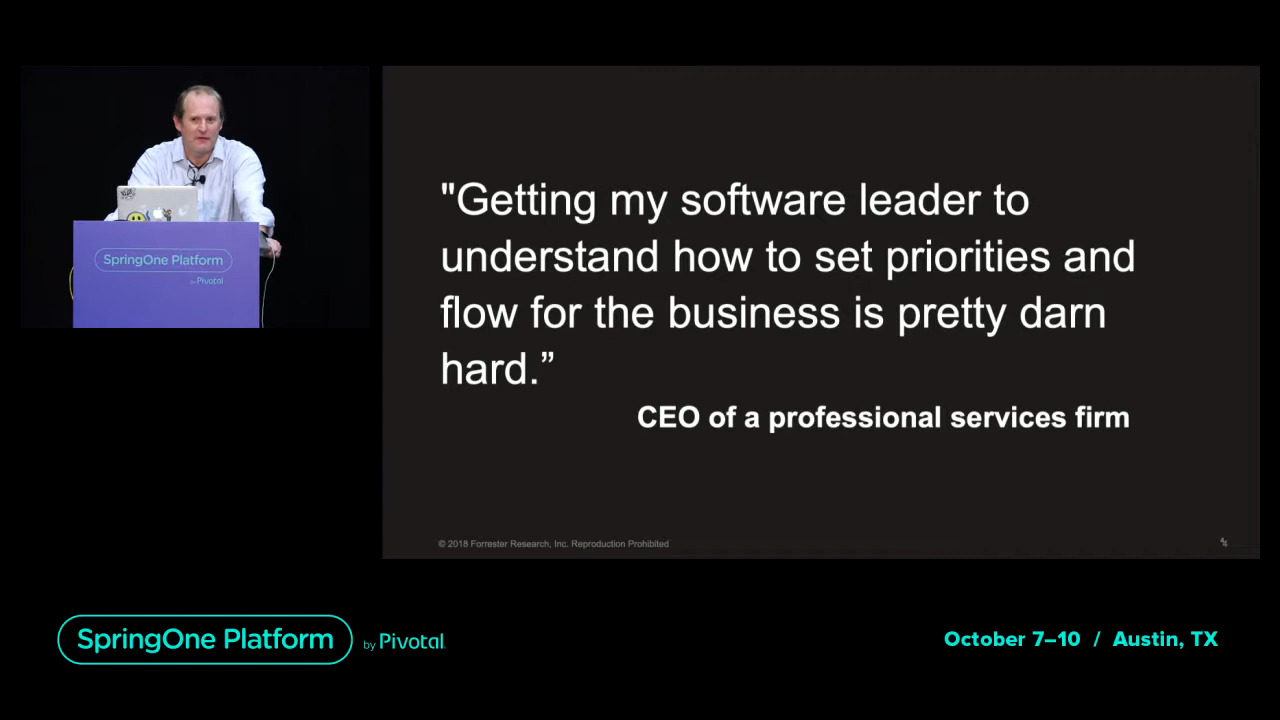 SpringOne Platform
by Pivotal
"Getting my software leader to
understand how to set priorities and
flow for the business is pretty darn
hard.”
CEO of a professional services firm
© 2018 Forrester Research, Inc. Reproduction Prohibited
SpringOne Platform by Pivotal
October 7–10 / Austin, TX